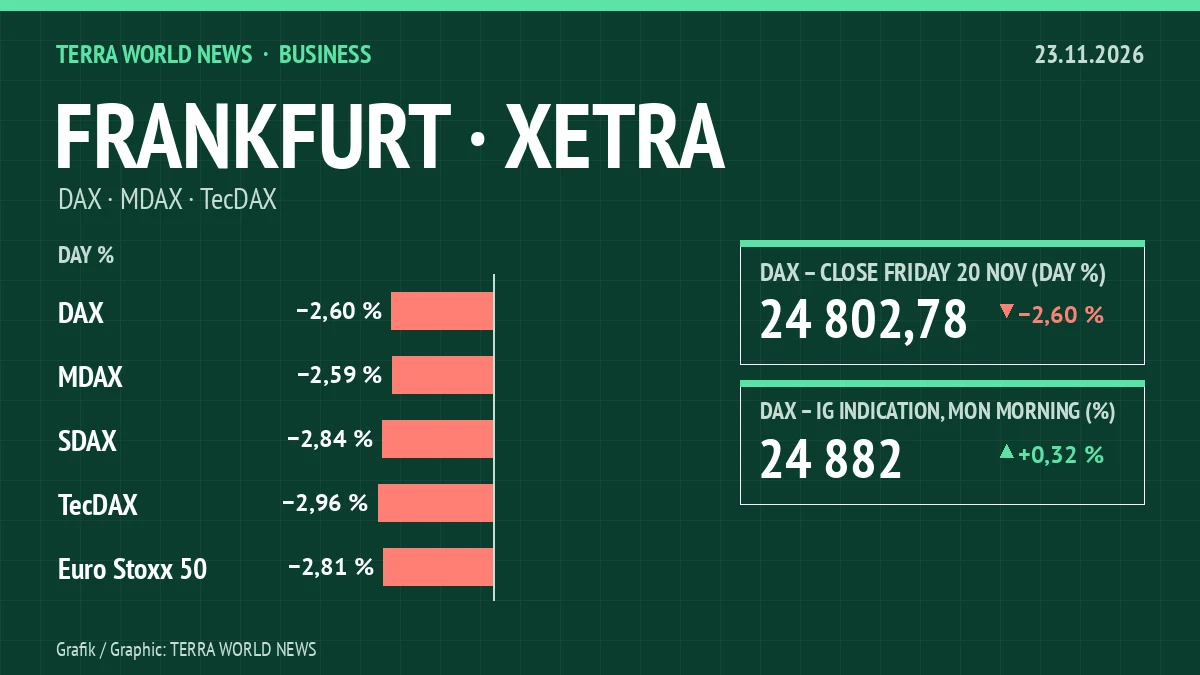 TERRA WORLD NEWS · BUSINESS
23.11.2026
FRANKFURT · XETRA
DAX · MDAX · TecDAX
DAY %
DAX −2,60 %
MDAX −2,59 %
SDAX −2,84 %
TecDAX −2,96 %
Euro Stoxx 50 −2,81 %
DAX – CLOSE FRIDAY 20 NOV (DAY %)
24 802,78 ▼−2,60 %
DAX – IG INDICATION, MON MORNING (%)
24 882 ▲+0,32 %
Grafik / Graphic: TERRA WORLD NEWS